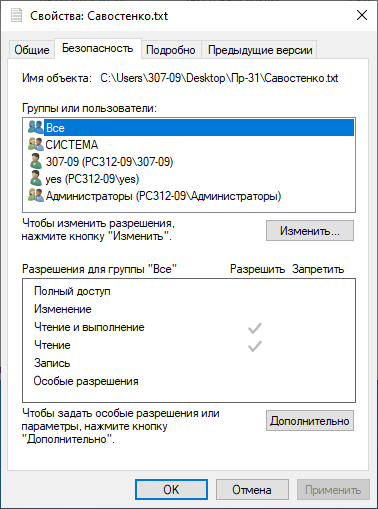 Свойства: Савостенко.txt
Общие Безопасность Подробно Предыдущие версии
Имя объекта: C:\Users\307-09\Desktop\Пр-31\Савостенко.txt
Группы или пользователи:
Все
СИСТЕМА
307-09 (PC312-09\307-09)
yes (PC312-09\yes)
Администраторы (PC312-09\Администраторы)
Чтобы изменить разрешения,
нажмите кнопку "Изменить".
Изменить...
Разрешения для группы "Все" Разрешить Запретить
Полный доступ
Изменение
Чтение и выполнение
Чтение
Запись
Особые разрешения
Чтобы задать особые разрешения или
параметры, нажмите кнопку
"Дополнительно".
Дополнительно
OK Отмена Применить